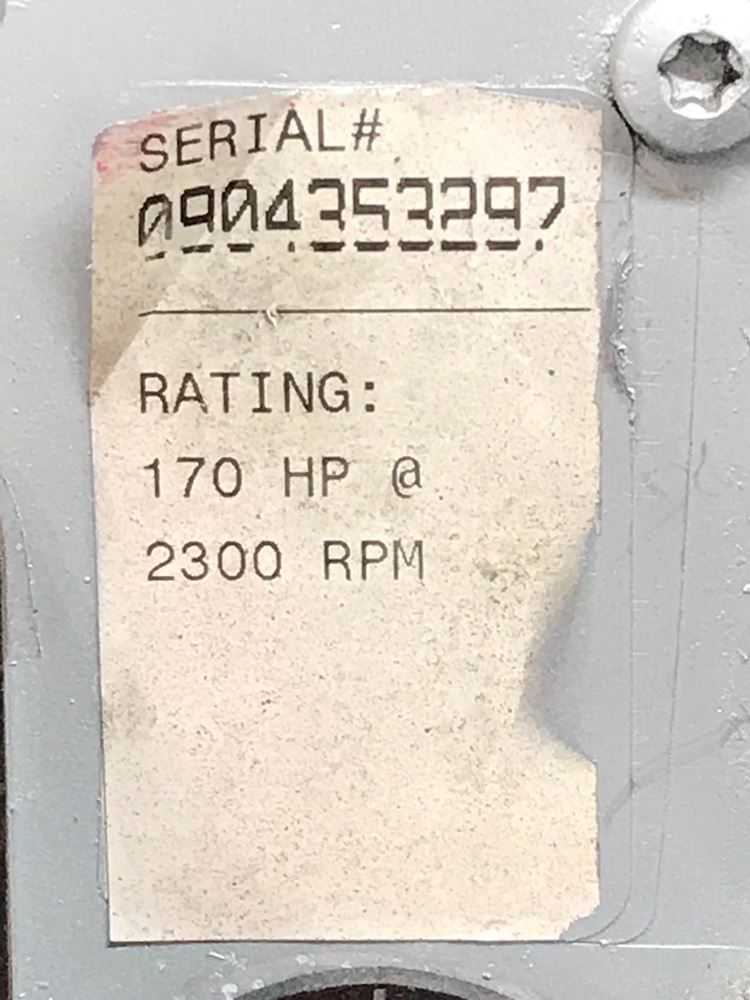 SERIAL#
0904353297
RATING:
170 HP @
2300 RPM